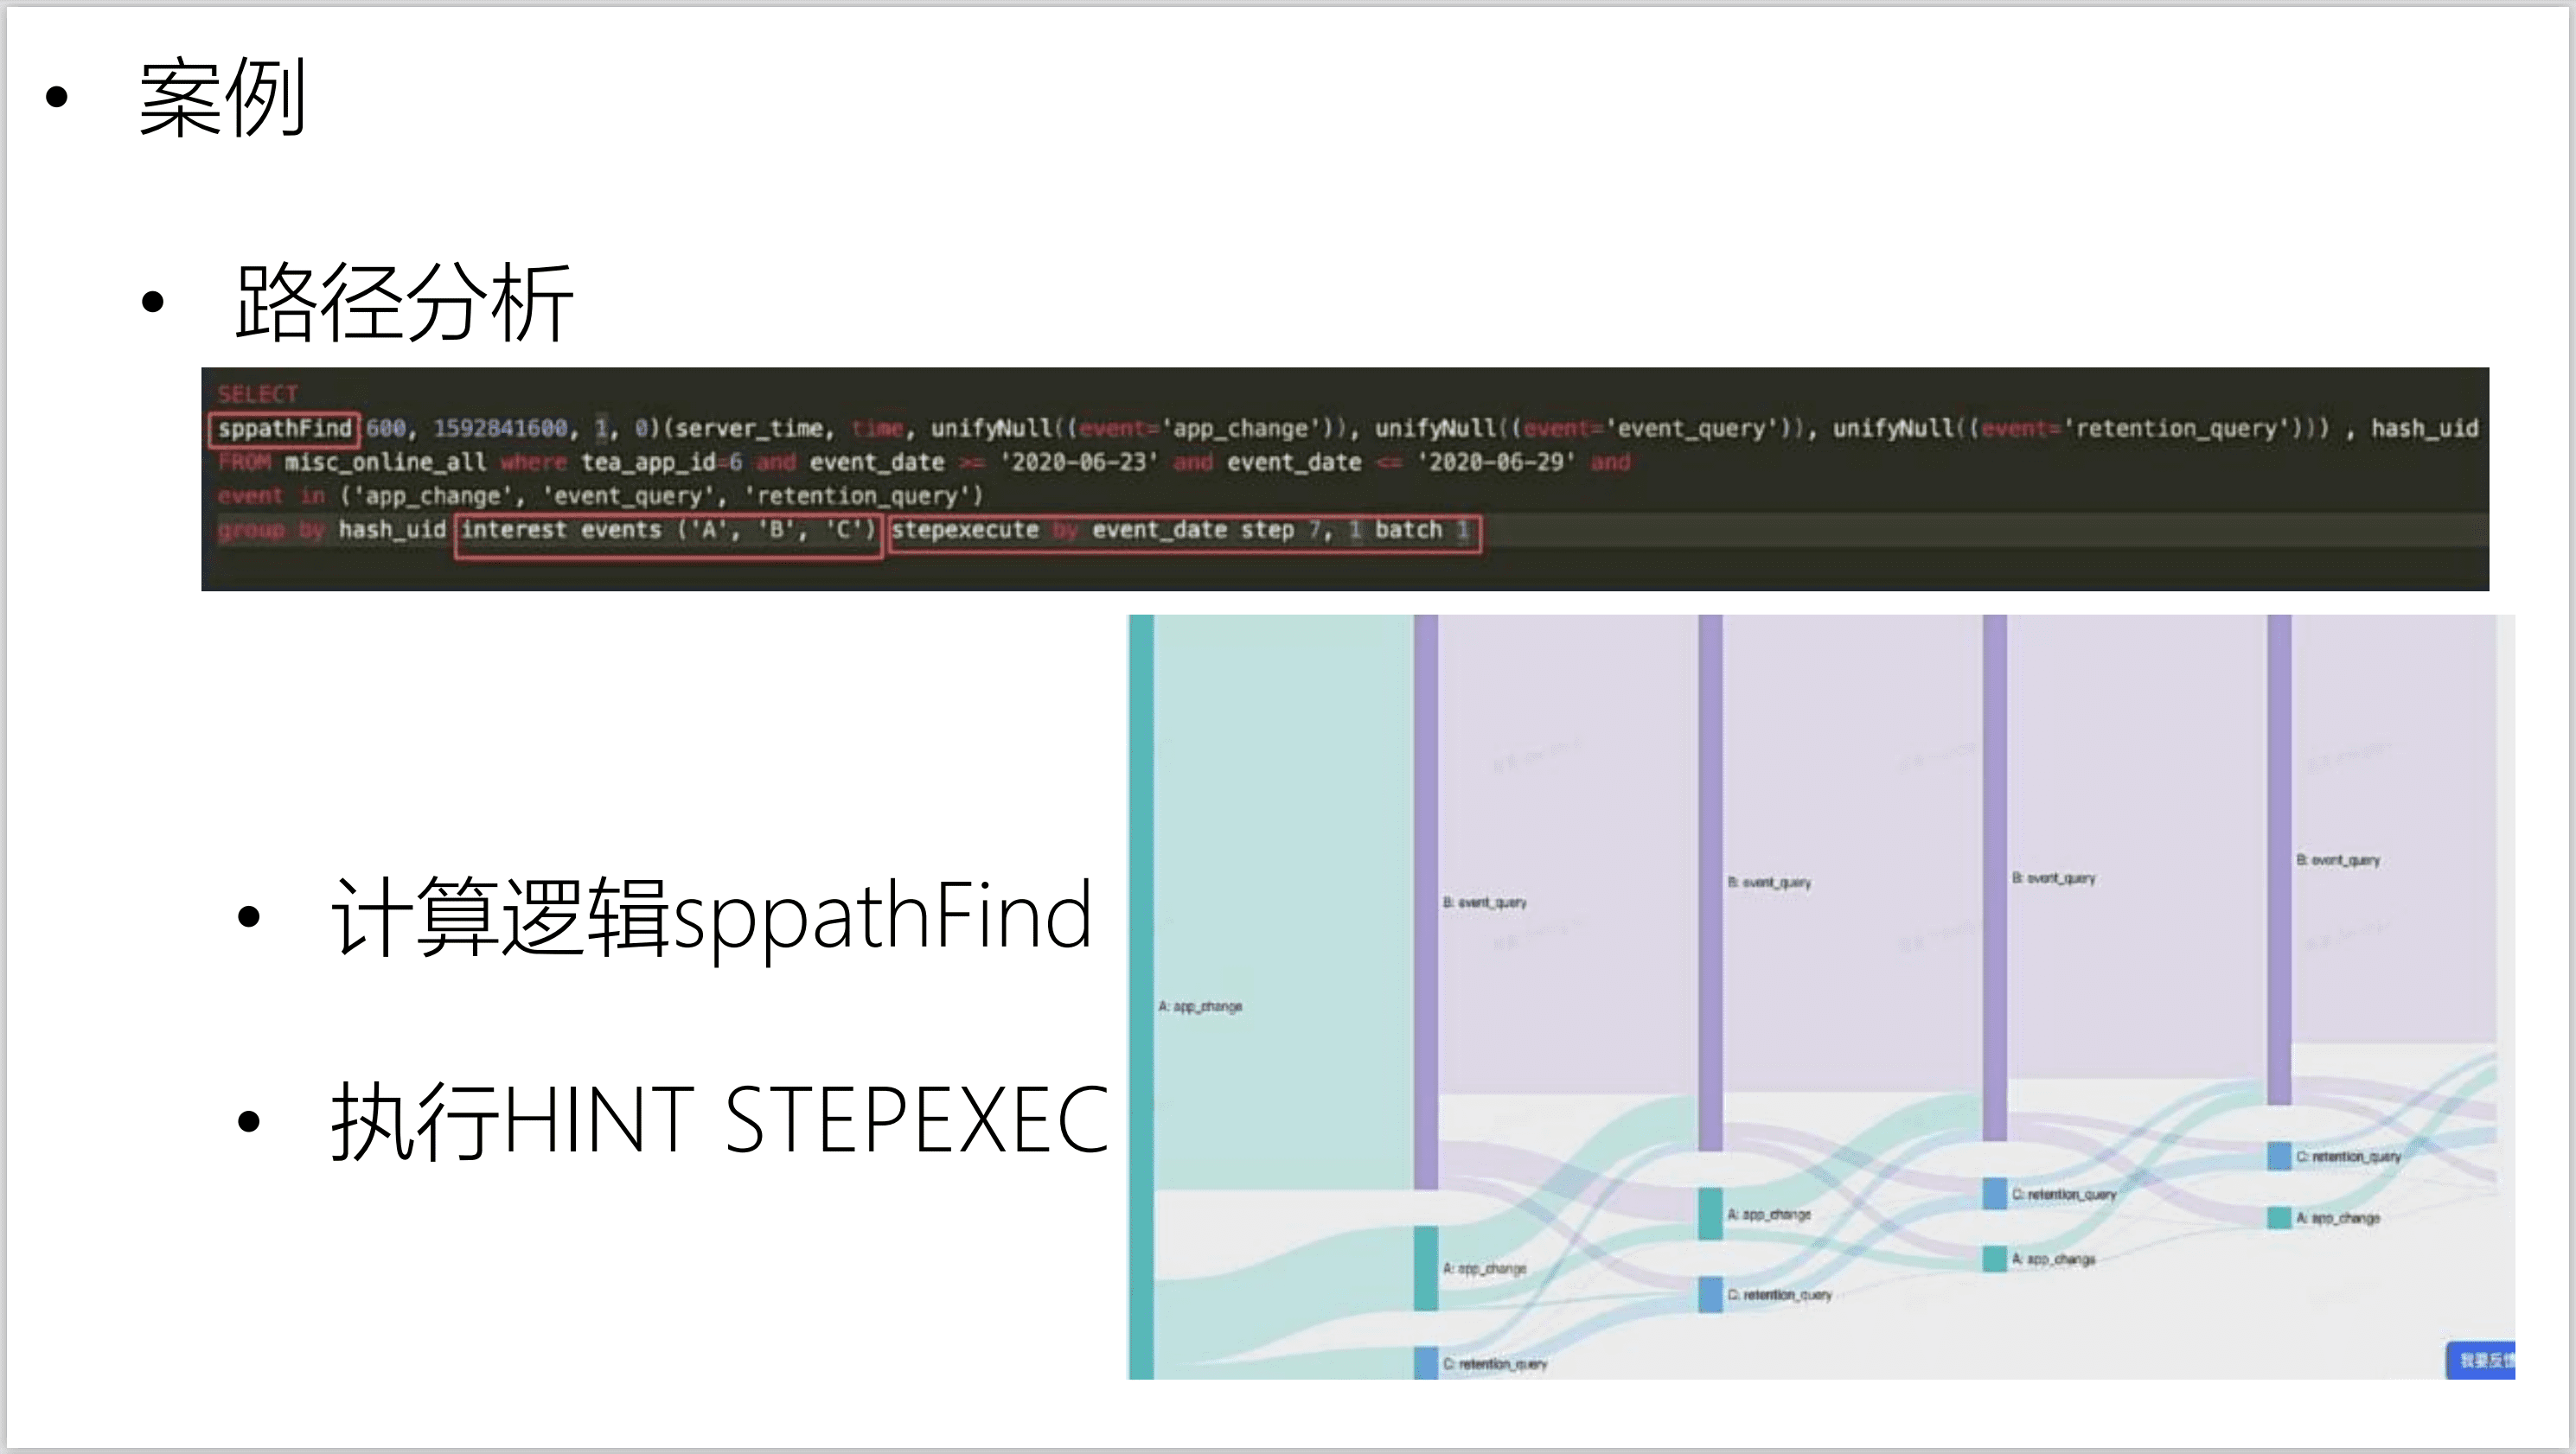 案例
路径分析
SELECT
sppathFind 600, 1592841600, 1, 0)(server_time, time, unifyNull((event='app_change')), unifyNull((event='event_query')), unifyNull((event='retention_query'))) , hash_uid
FROM misc_online_all where tea_app_id=6 and event_date >= '2020-06-23' and event_date <= '2020-06-29' and
event in ('app_change', 'event_query', 'retention_query')
group by hash_uid interest events ('A', 'B', 'C') stepexecute by event_date step 7, 1 batch 1
计算逻辑sppathFind
执行HINT STEPEXEC
A: app_change
B: event_query
A: app_change
C: retention_query
B: event_query
A: app_change
C: retention_query
B: event_query
C: retention_query
A: app_change
B: event_query
C: retention_query
A: app_change
我要反馈